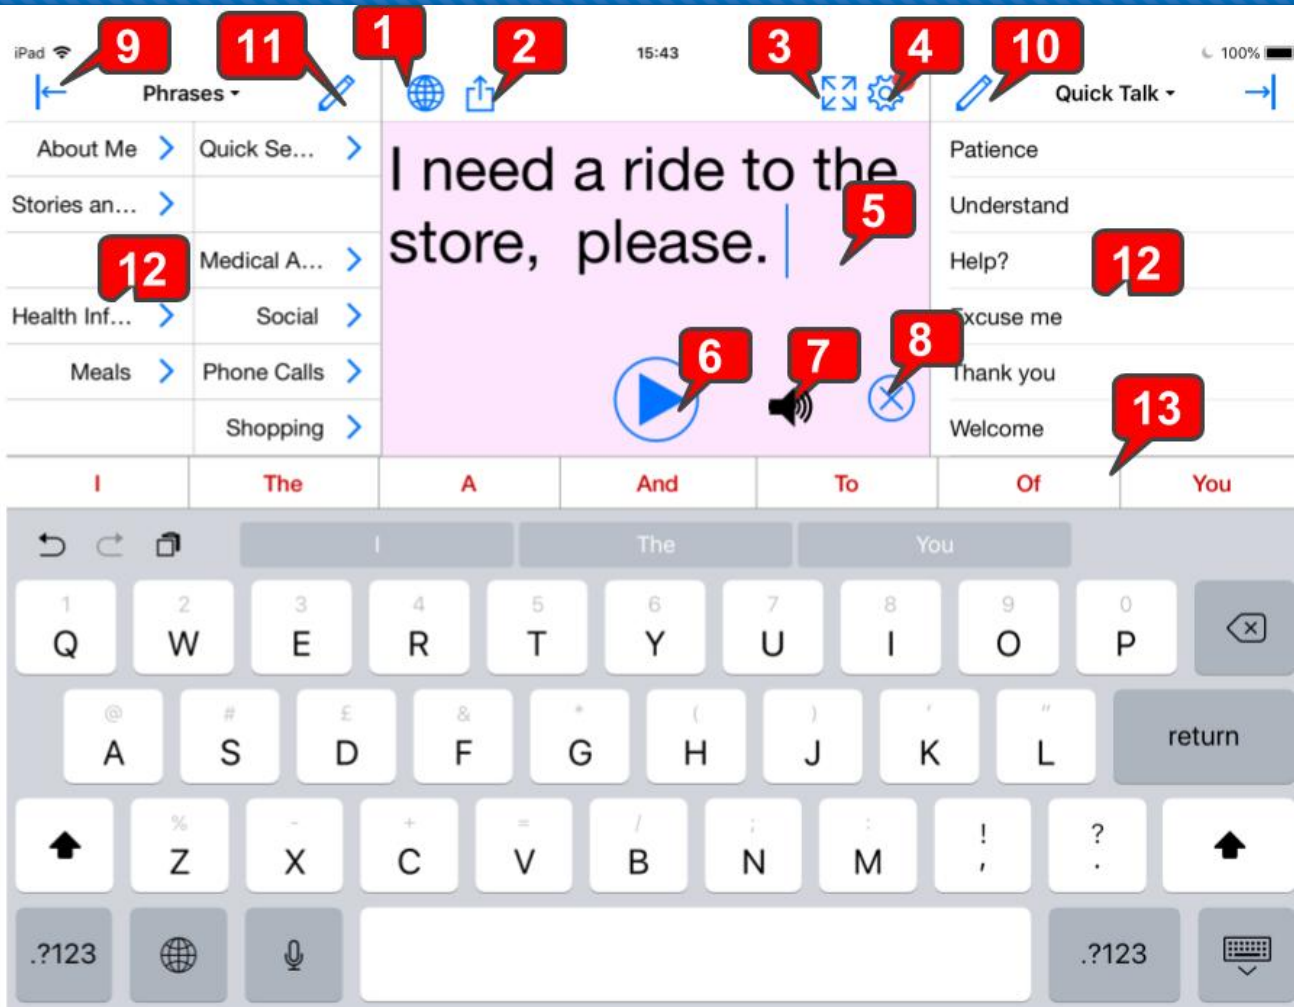 1
2
3
4
9
11
10
iPad 15:43 100%
Phrases
Quick Talk
About Me Quick Se...
Stories an...
Medical A...
12
Health Inf... Social
Meals Phone Calls
Shopping
I need a ride to the
store, please.
5
6
7
8
Patience
Understand
Help?
12
Excuse me
Thank you
Welcome
13
I The A And To Of You
I The You
1 2 3 4 5 6 7 8 9 0
Q W E R T Y U I O P
@ # £ & * ( ) ' "
A S D F G H J K L return
% - + = / ; : ! ?
Z X C V B N M , .
.?123 .?123